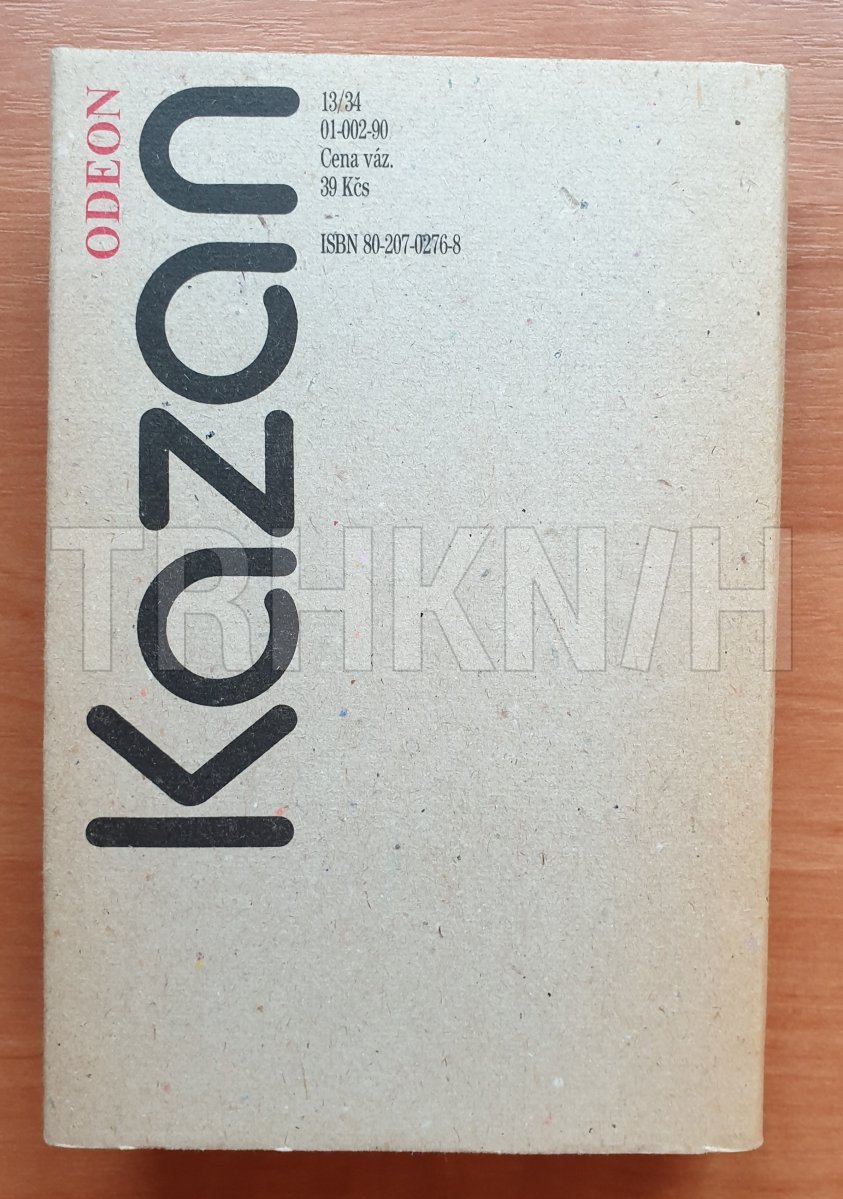 ODEON
Kazan
13/34
01-002-90
Cena váz.
39 Kčs
ISBN 80-207-0276-8
TRHKNIH